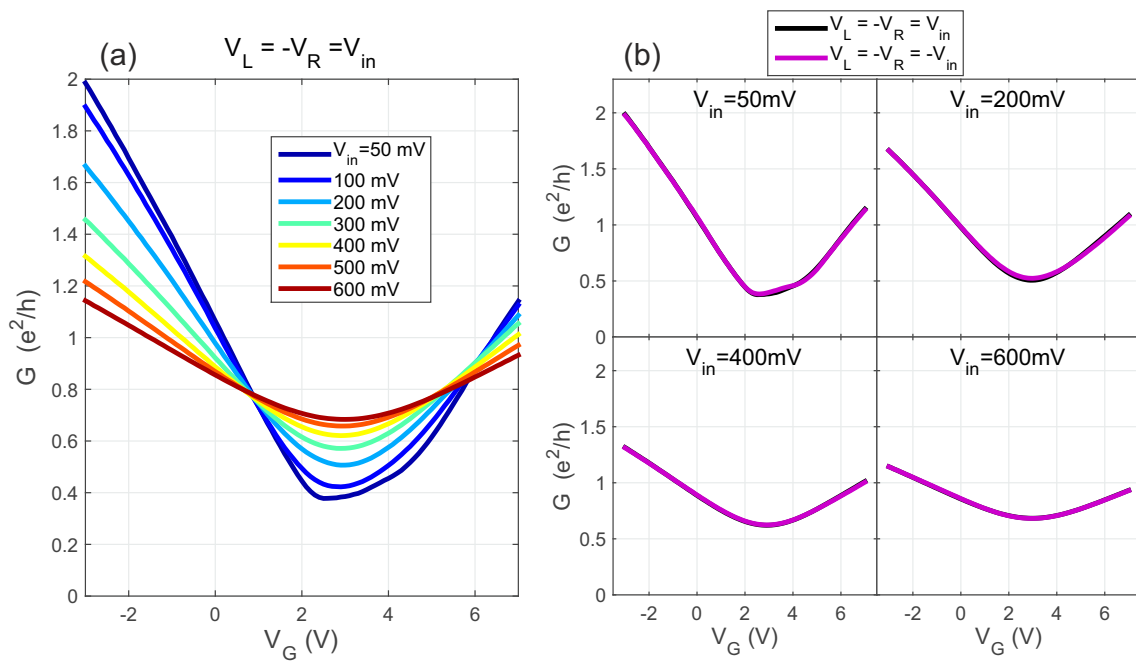 (a)
V_L = -V_R =V_in
2
1.8
1.6
1.4
1.2
1
0.8
0.6
0.4
0.2
0
G (e²/h)
V_in=50 mV
100 mV
200 mV
300 mV
400 mV
500 mV
600 mV
-2 0 2 4 6
V_G (V)
(b)
V_L = -V_R = V_in
V_L = -V_R = -V_in
V_in=50mV
V_in=200mV
2
1.5
1
0.5
0
G (e²/h)
V_in=400mV
V_in=600mV
2
1.5
1
0.5
0
G (e²/h)
-2 0 2 4 6
-2 0 2 4 6
V_G (V)
V_G (V)